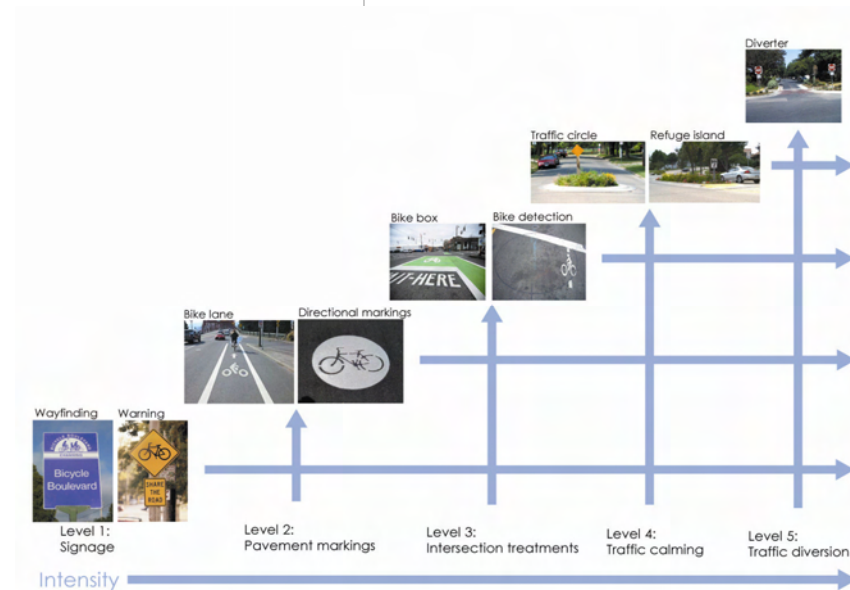 Diverter
Traffic circle
Refuge island
Bike box
Bike detection
IT-HERE
Bike lane
Directional markings
Wayfinding
Warning
Bicycle
Boulevard
SHARE
THE
ROAD
Level 1:
Signage
Level 2:
Pavement markings
Level 3:
Intersection treatments
Level 4:
Traffic calming
Level 5:
Traffic diversion
Intensity